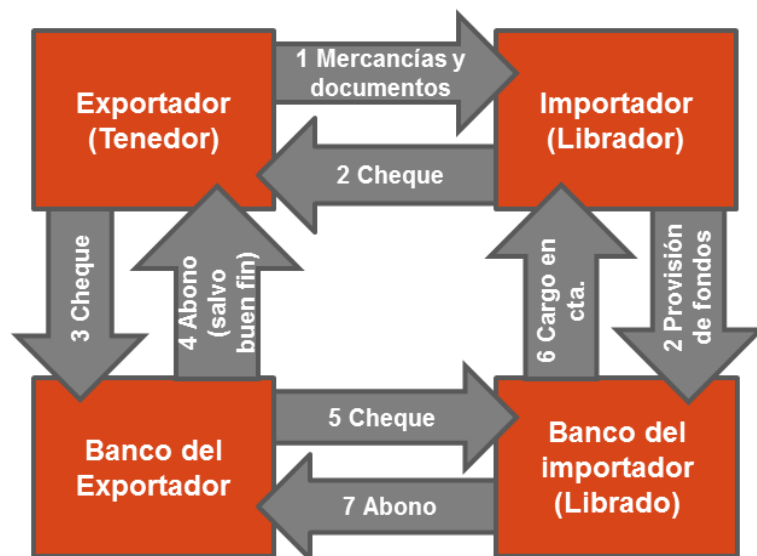 Exportador
(Tenedor)
1 Mercancías y
documentos
Importador
(Librador)
2 Cheque
3 Cheque
4 Abono
(salvo
buen fin)
6 Cargo en
cta.
2 Provisión
de fondos
Banco del
Exportador
5 Cheque
7 Abono
Banco del
importador
(Librado)